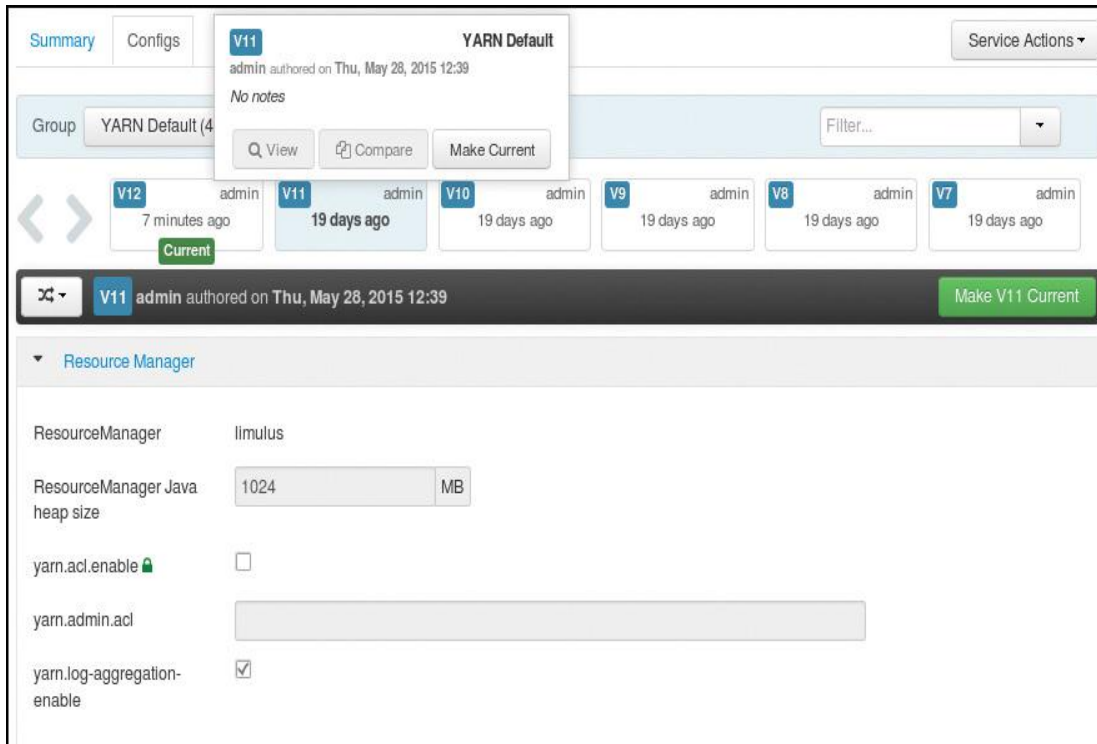 Summary Configs V11 YARN Default Service Actions
admin authored on Thu, May 28, 2015 12:39
No notes
Group YARN Default (4 Filter...
View Compare Make Current
V12 admin V11 admin V10 admin V9 admin V8 admin V7 admin
7 minutes ago 19 days ago 19 days ago 19 days ago 19 days ago 19 days ago
Current
V11 admin authored on Thu, May 28, 2015 12:39 Make V11 Current
Resource Manager
ResourceManager limulus
ResourceManager Java
heap size
1024 MB
yarn.acl.enable
yarn.admin.acl
yarn.log-aggregation-
enable